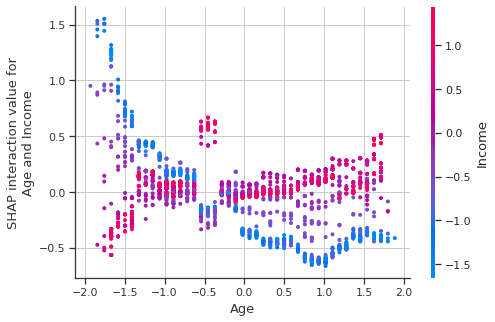 SHAP interaction value for
Age and Income
1.5
1.0
0.5
0.0
−0.5
−2.0 −1.5 −1.0 −0.5 0.0 0.5 1.0 1.5 2.0
Age
1.0
0.5
0.0
−0.5
−1.0
−1.5
Income